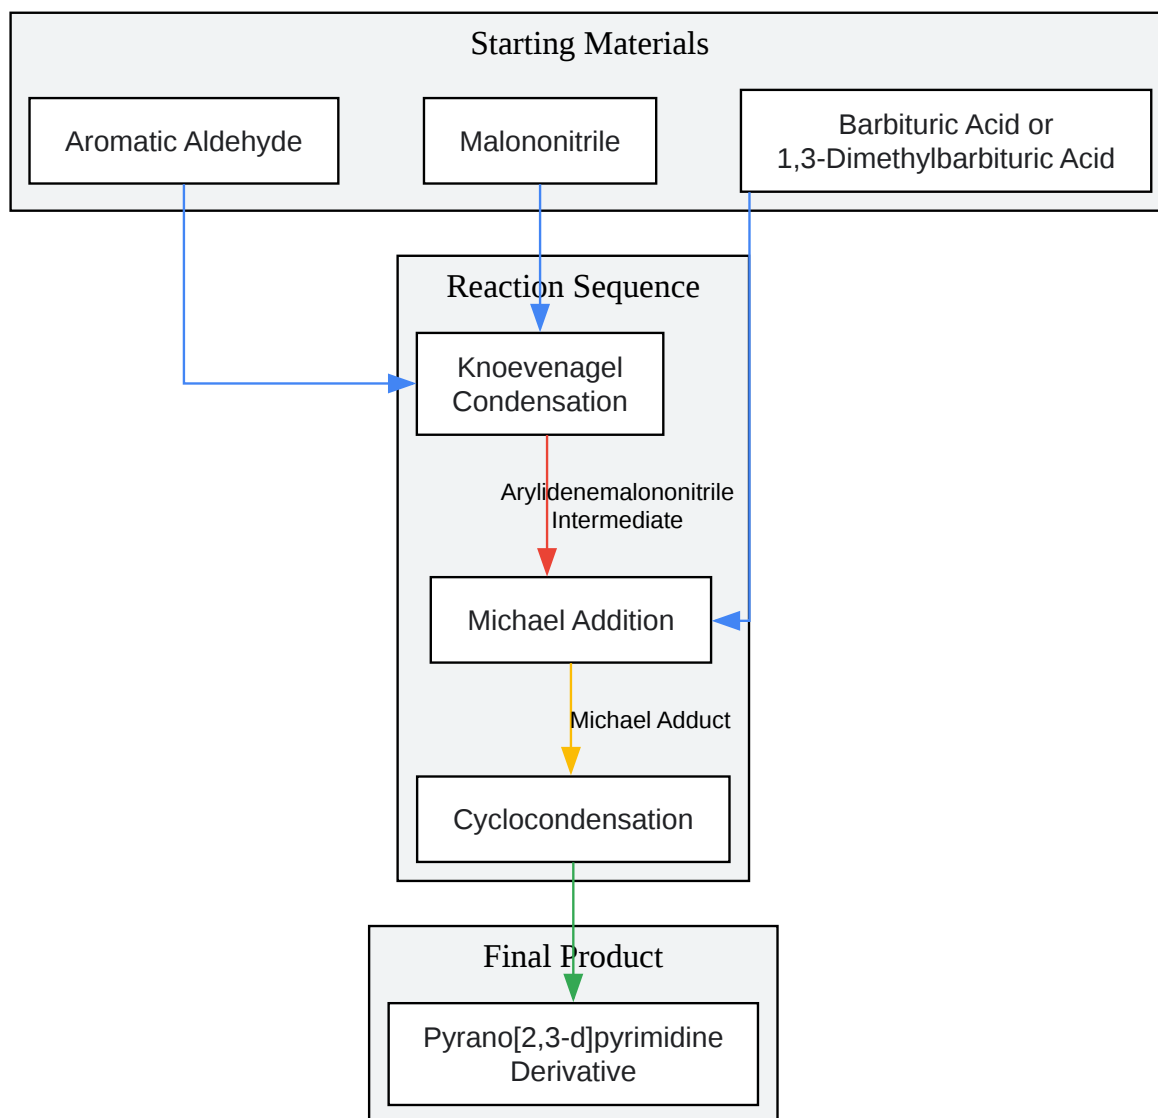 Starting Materials
Aromatic Aldehyde
Malononitrile
Barbituric Acid or
1,3-Dimethylbarbituric Acid
Reaction Sequence
Knoevenagel
Condensation
Arylidenemalononitrile
Intermediate
Michael Addition
Michael Adduct
Cyclocondensation
Final Product
Pyrano[2,3-d]pyrimidine
Derivative